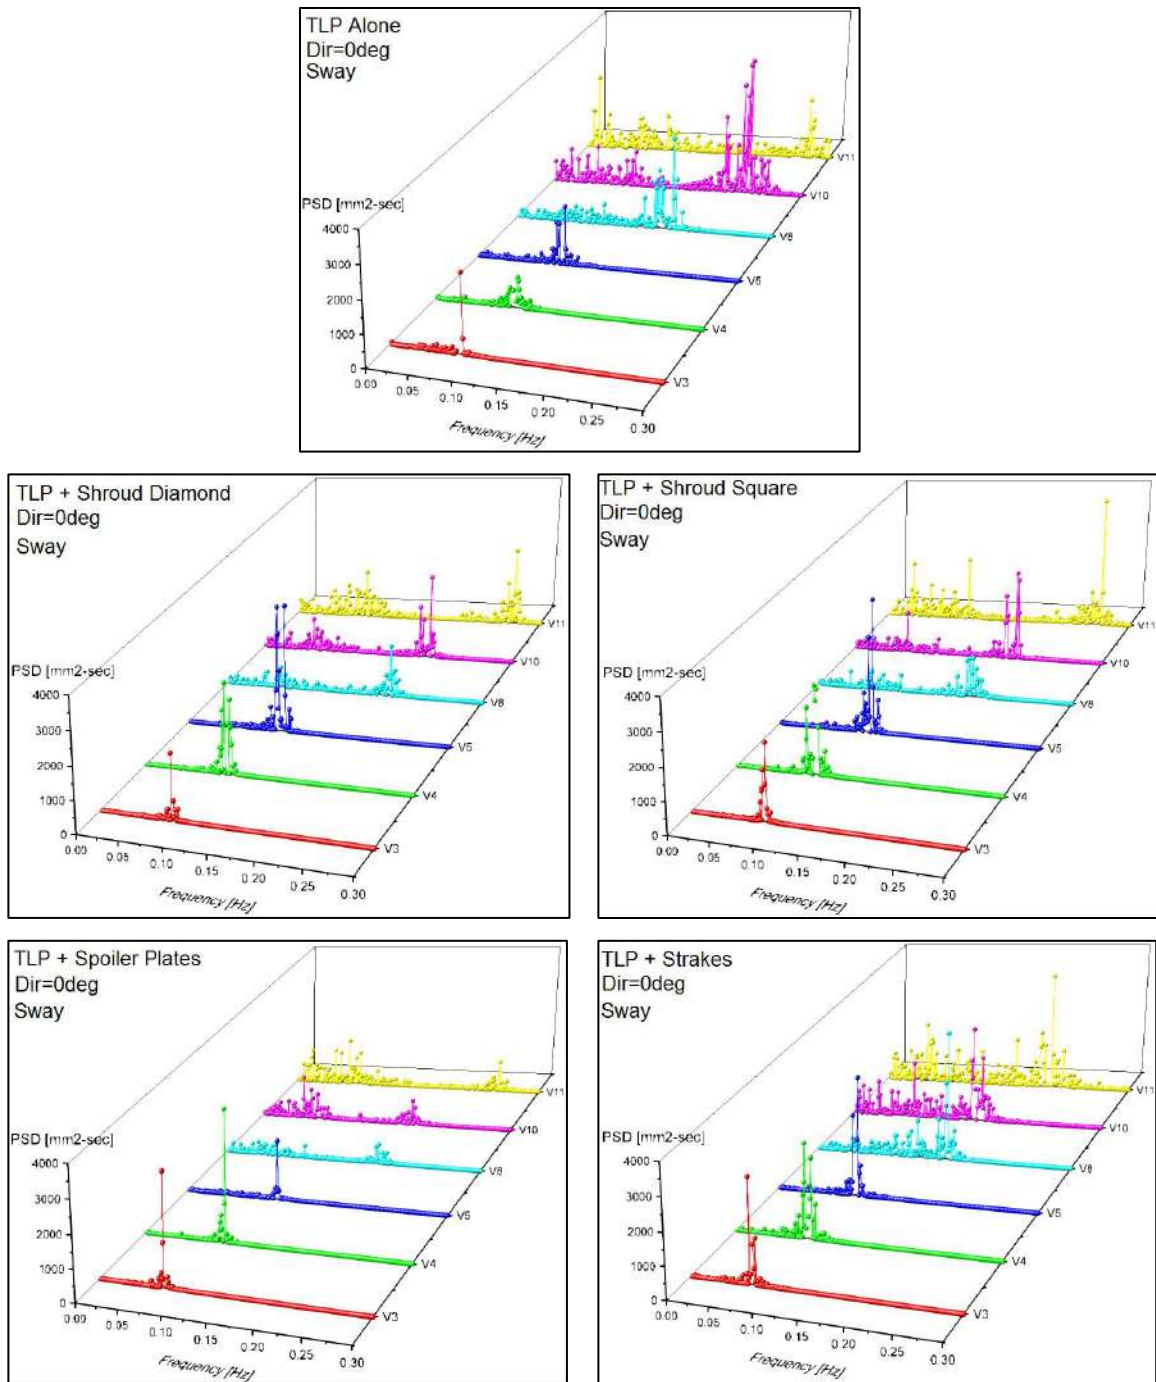 TLP Alone
Dir=0deg
Sway
PSD [mm2-sec]
4000
3000
2000
1000
0
0.00
0.05
0.10
0.15
0.20
0.25
0.30
Frequency [Hz]
V3
V4
V5
V8
V10
V11
TLP + Shroud Diamond
Dir=0deg
Sway
PSD [mm2-sec]
4000
3000
2000
1000
0
0.00
0.05
0.10
0.15
0.20
0.25
0.30
Frequency [Hz]
V3
V4
V5
V8
V10
V11
TLP + Shroud Square
Dir=0deg
Sway
PSD [mm2-sec]
4000
3000
2000
1000
0
0.00
0.05
0.10
0.15
0.20
0.25
0.30
Frequency [Hz]
V3
V4
V5
V8
V10
V11
TLP + Spoiler Plates
Dir=0deg
Sway
PSD [mm2-sec]
4000
3000
2000
1000
0
0.00
0.05
0.10
0.15
0.20
0.25
0.30
Frequency [Hz]
V3
V4
V5
V8
V10
V11
TLP + Strakes
Dir=0deg
Sway
PSD [mm2-sec]
4000
3000
2000
1000
0
0.00
0.05
0.10
0.15
0.20
0.25
0.30
Frequency [Hz]
V3
V4
V5
V8
V10
V11